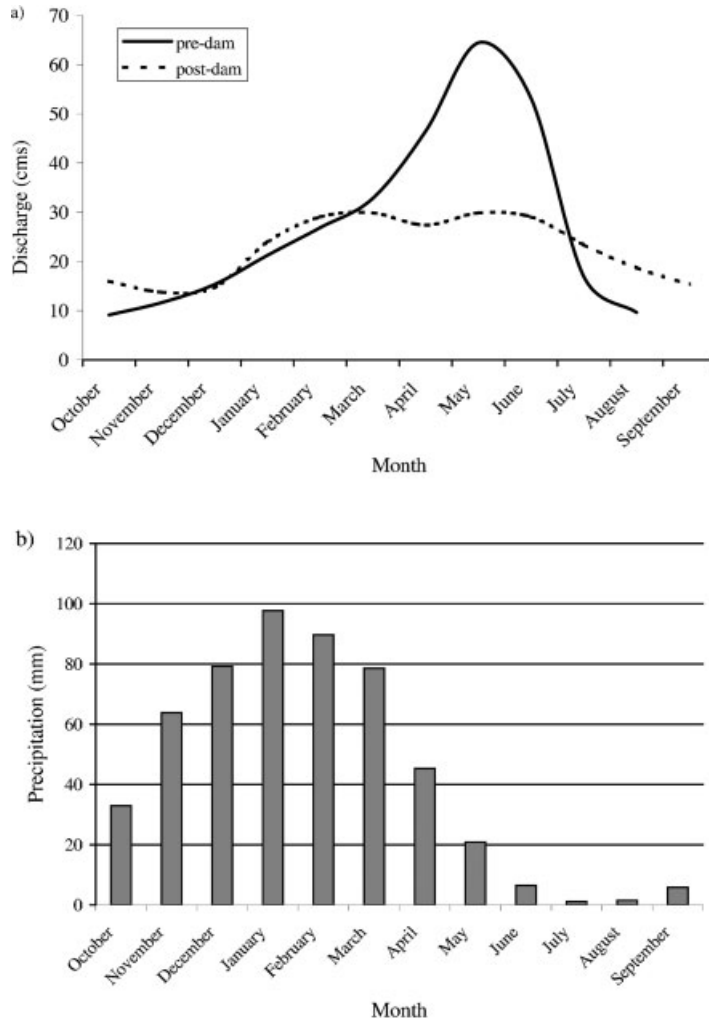 a)
70
60
50
40
30
20
10
0
Discharge (cms)
pre-dam
post-dam
October
November
December
January
February
March
April
May
June
July
August
September
Month
b)
120
100
80
60
40
20
0
Precipitation (mm)
October
November
December
January
February
March
April
May
June
July
August
September
Month